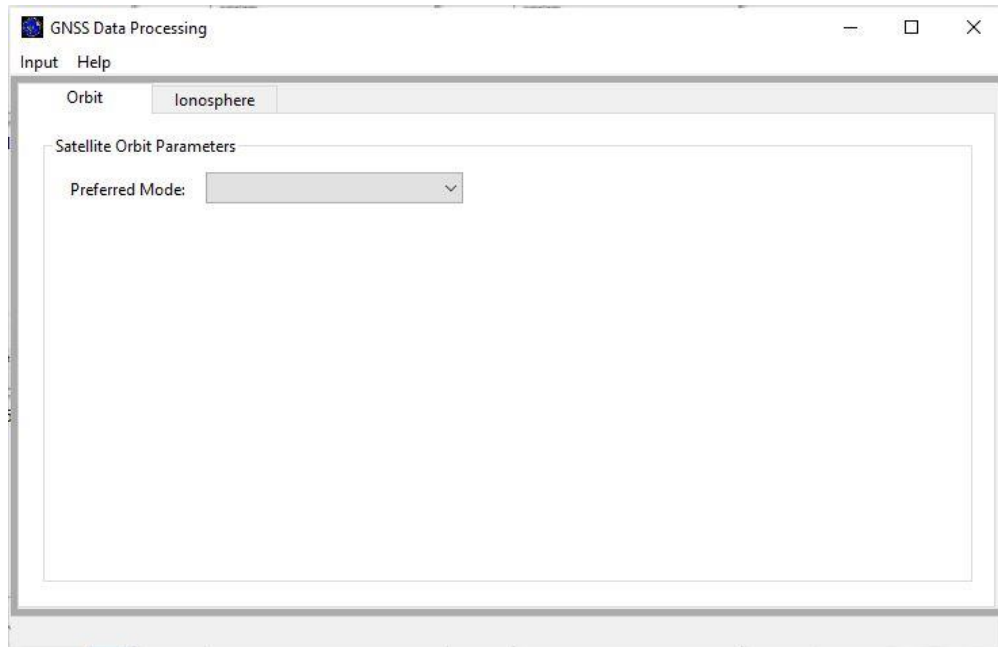 GNSS Data Processing
Input Help
Orbit Ionosphere
Satellite Orbit Parameters
Preferred Mode: